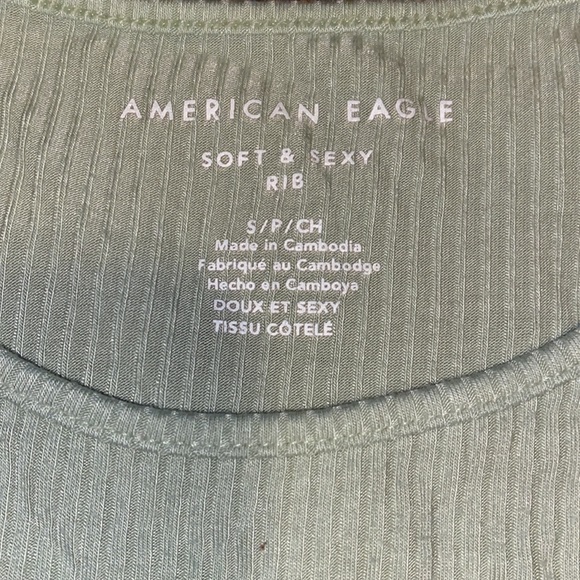 AMERICAN EAGLE
SOFT & SEXY
RIB
S/P/CH
Made in Cambodia
Fabriqué au Cambodge
Hecho en Camboya
DOUX ET SEXY
TISSU CÔTELÉ